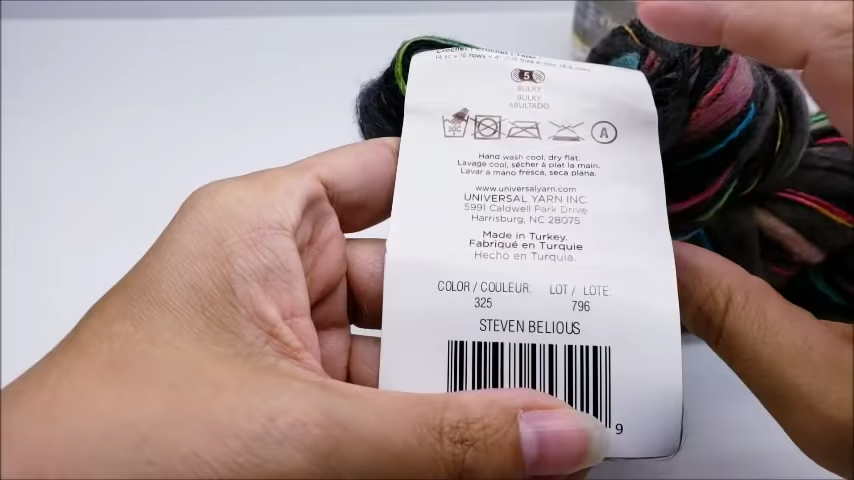 5
BULKY
BULKY
ABULTADO
30C
A
Hand wash cool, dry flat.
Lavage cool, sécher à plat la main.
Lavar a mano fresca, seca plana.
www.universalyarn.com
UNIVERSAL YARN INC.
5991 Caldwell Park Drive
Harrisburg, NC 28075
Made in Turkey.
Fabriqué en Turquie
Hecho en Turquia.
COLOR / COULEUR: LOT / LOTE:
325 796
STEVEN BELIOUS
9